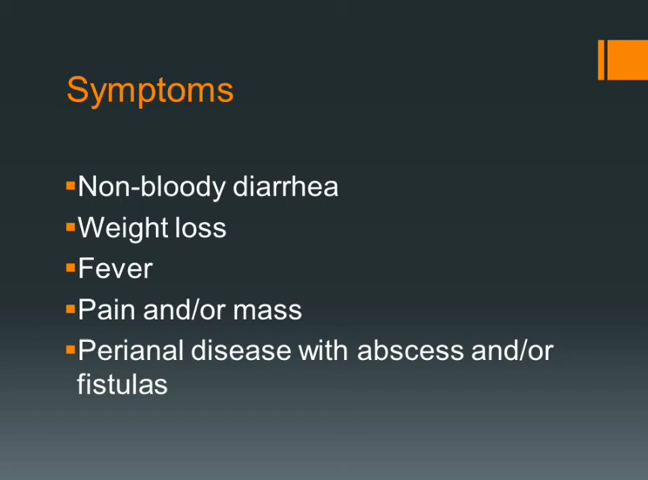 Symptoms
▪Non-bloody diarrhea
▪Weight loss
▪Fever
▪Pain and/or mass
▪Perianal disease with abscess and/or
fistulas